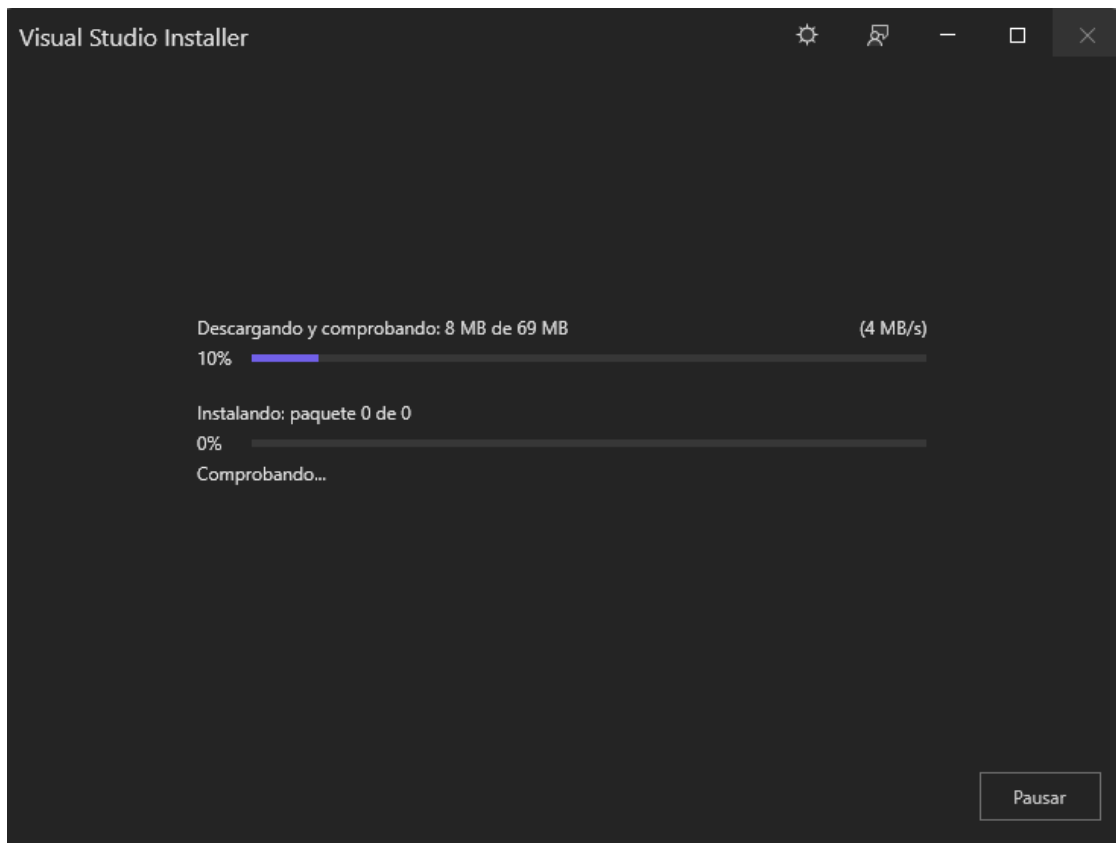 Visual Studio Installer
Descargando y comprobando: 8 MB de 69 MB (4 MB/s)
10%
Instalando: paquete 0 de 0
0%
Comprobando...
Pausar